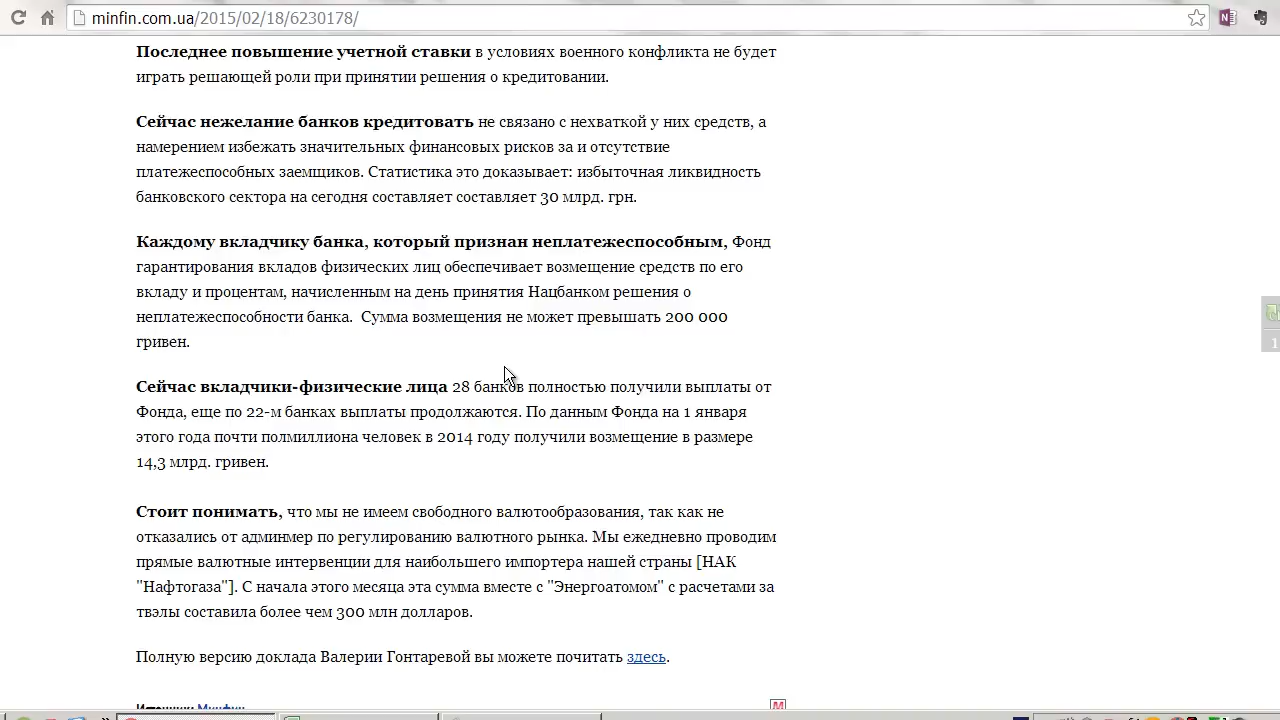 minfin.com.ua/2015/02/18/6230178/
Последнее повышение учетной ставки в условиях военного конфликта не будет
играть решающей роли при принятии решения о кредитовании.
Сейчас нежелание банков кредитовать не связано с нехваткой у них средств, а
намерением избежать значительных финансовых рисков за и отсутствие
платежеспособных заемщиков. Статистика это доказывает: избыточная ликвидность
банковского сектора на сегодня составляет составляет 30 млрд. грн.
Каждому вкладчику банка, который признан неплатежеспособным, Фонд
гарантирования вкладов физических лиц обеспечивает возмещение средств по его
вкладу и процентам, начисленным на день принятия Нацбанком решения о
неплатежеспособности банка.  Сумма возмещения не может превышать 200 000
гривен.
Сейчас вкладчики-физические лица 28 банков полностью получили выплаты от
Фонда, еще по 22-м банках выплаты продолжаются. По данным Фонда на 1 января
этого года почти полмиллиона человек в 2014 году получили возмещение в размере
14,3 млрд. гривен.
Стоит понимать, что мы не имеем свободного валютообразования, так как не
отказались от админмер по регулированию валютного рынка. Мы ежедневно проводим
прямые валютные интервенции для наибольшего импортера нашей страны [НАК
"Нафтогаза"]. С начала этого месяца эта сумма вместе с "Энергоатомом" с расчетами за
твэлы составила более чем 300 млн долларов.
Полную версию доклада Валерии Гонтаревой вы можете почитать здесь.
Источник: Минфин
1